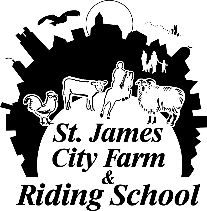 St. James
City Farm
&
Riding School